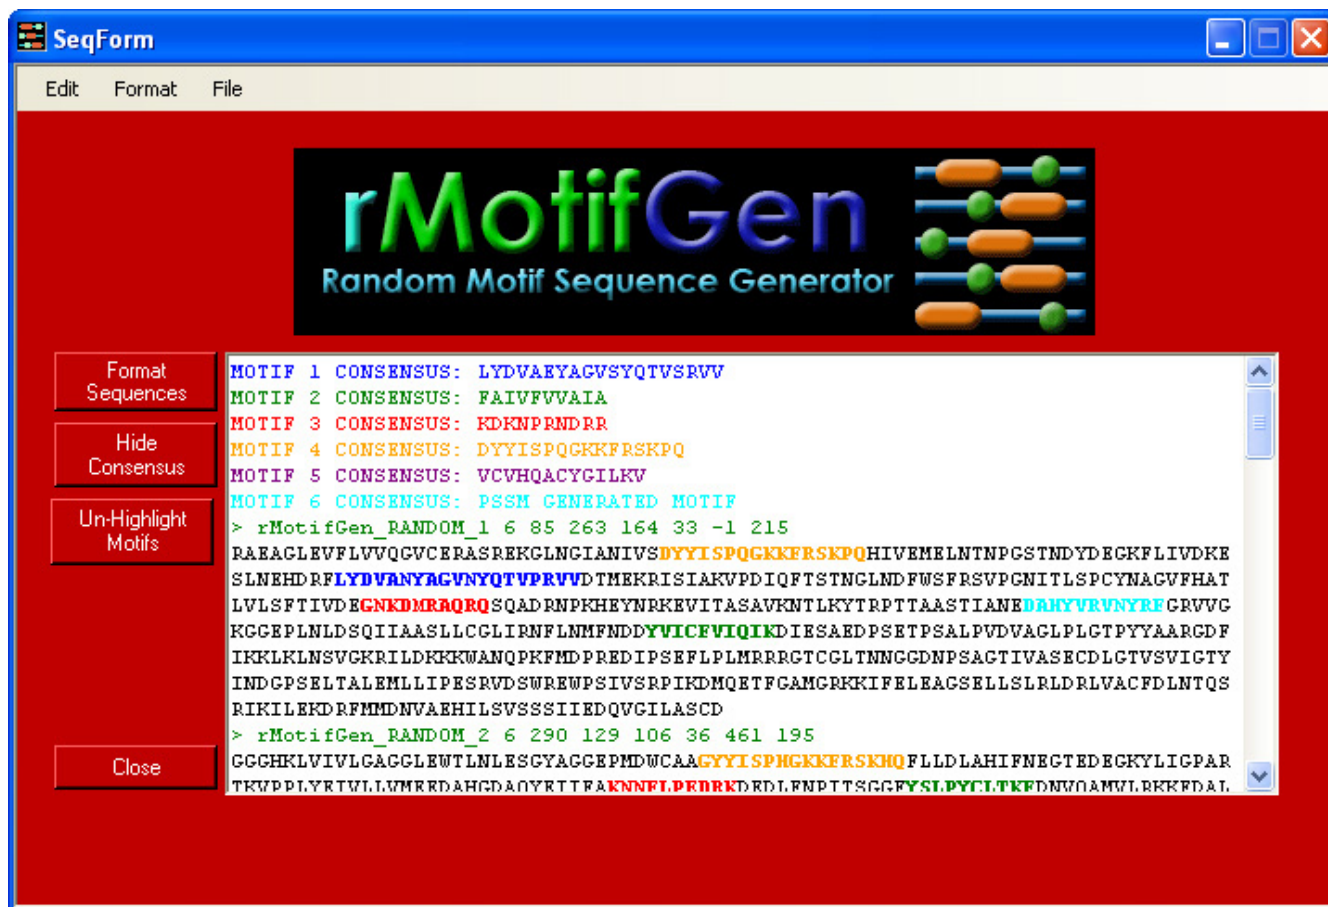 SeqForm
Edit Format File
rMotifGen
Random Motif Sequence Generator
Format
Sequences
Hide
Consensus
Un-Highlight
Motifs
Close
MOTIF 1 CONSENSUS: LYDVAEYAGVSYQTVSRVV
MOTIF 2 CONSENSUS: FAIVFVVAIA
MOTIF 3 CONSENSUS: KDKNPRNDRR
MOTIF 4 CONSENSUS: DYYISPQGKKFRSKPQ
MOTIF 5 CONSENSUS: VCVHQACYGILKV
MOTIF 6 CONSENSUS: PSSM GENERATED MOTIF
> rMotifGen_RANDOM_1 6 85 263 164 33 -1 215
RAEAGLEVFLVVQGVCERASREKGLNGIANIVSDYYISPQGKKFRSKPQHIVEMELNTNPGSTNDYDEGKFLIVDKE
SLNEHDRFLYDVANYAGVNYQTVPRVVDTMEKRISIAKVPDIQFTSTNGLNDFWSFRSVPGNITLSPCYNAGVFHAT
LVLSFTIVDEGNKDMRAQRQSQADRNPKHEYNRKEVITASAVKNTLKYTRPTTAASTIANEDAHYVRVNYRFGRVVG
KGGEPLNLDSQIIAASLLCGLIRNFLNMFNDDYVICFVIQIKDIESAEDPSETPSALPVDVAGLPLGTPYYAARGDF
IKKLKLNSVGKRILDKKKWANQPKFMDPREDIPSEFLPLMRRRGTCGLTNNGGDNPSAGTIVASECDLGTVSVIGTY
INDGPSELTALEMLLIPESRVDSWREWPSIVSRPIKDMQETFGAMGRKKIFELEAGSELLSLRLDRLVACFDLNTQS
RIKILEKDRFMMDNVAEHILSVSSSIIEDQVGILASCD
> rMotifGen_RANDOM_2 6 290 129 106 36 461 195
GGGHKLVIVLGAGGLEWTLNLESGYAGGEPMDWCAAGYYISPHGKKFRSKHQFLLDLAHIFNEGTEDEGKYLIGPAR
TKVPPLYETVLLVMEEDAHGDAQYETIFAKNNFLPEDRKDEDLFNPITSGGFYSLPYCLTKFDNVQAMVLRKKFDAL